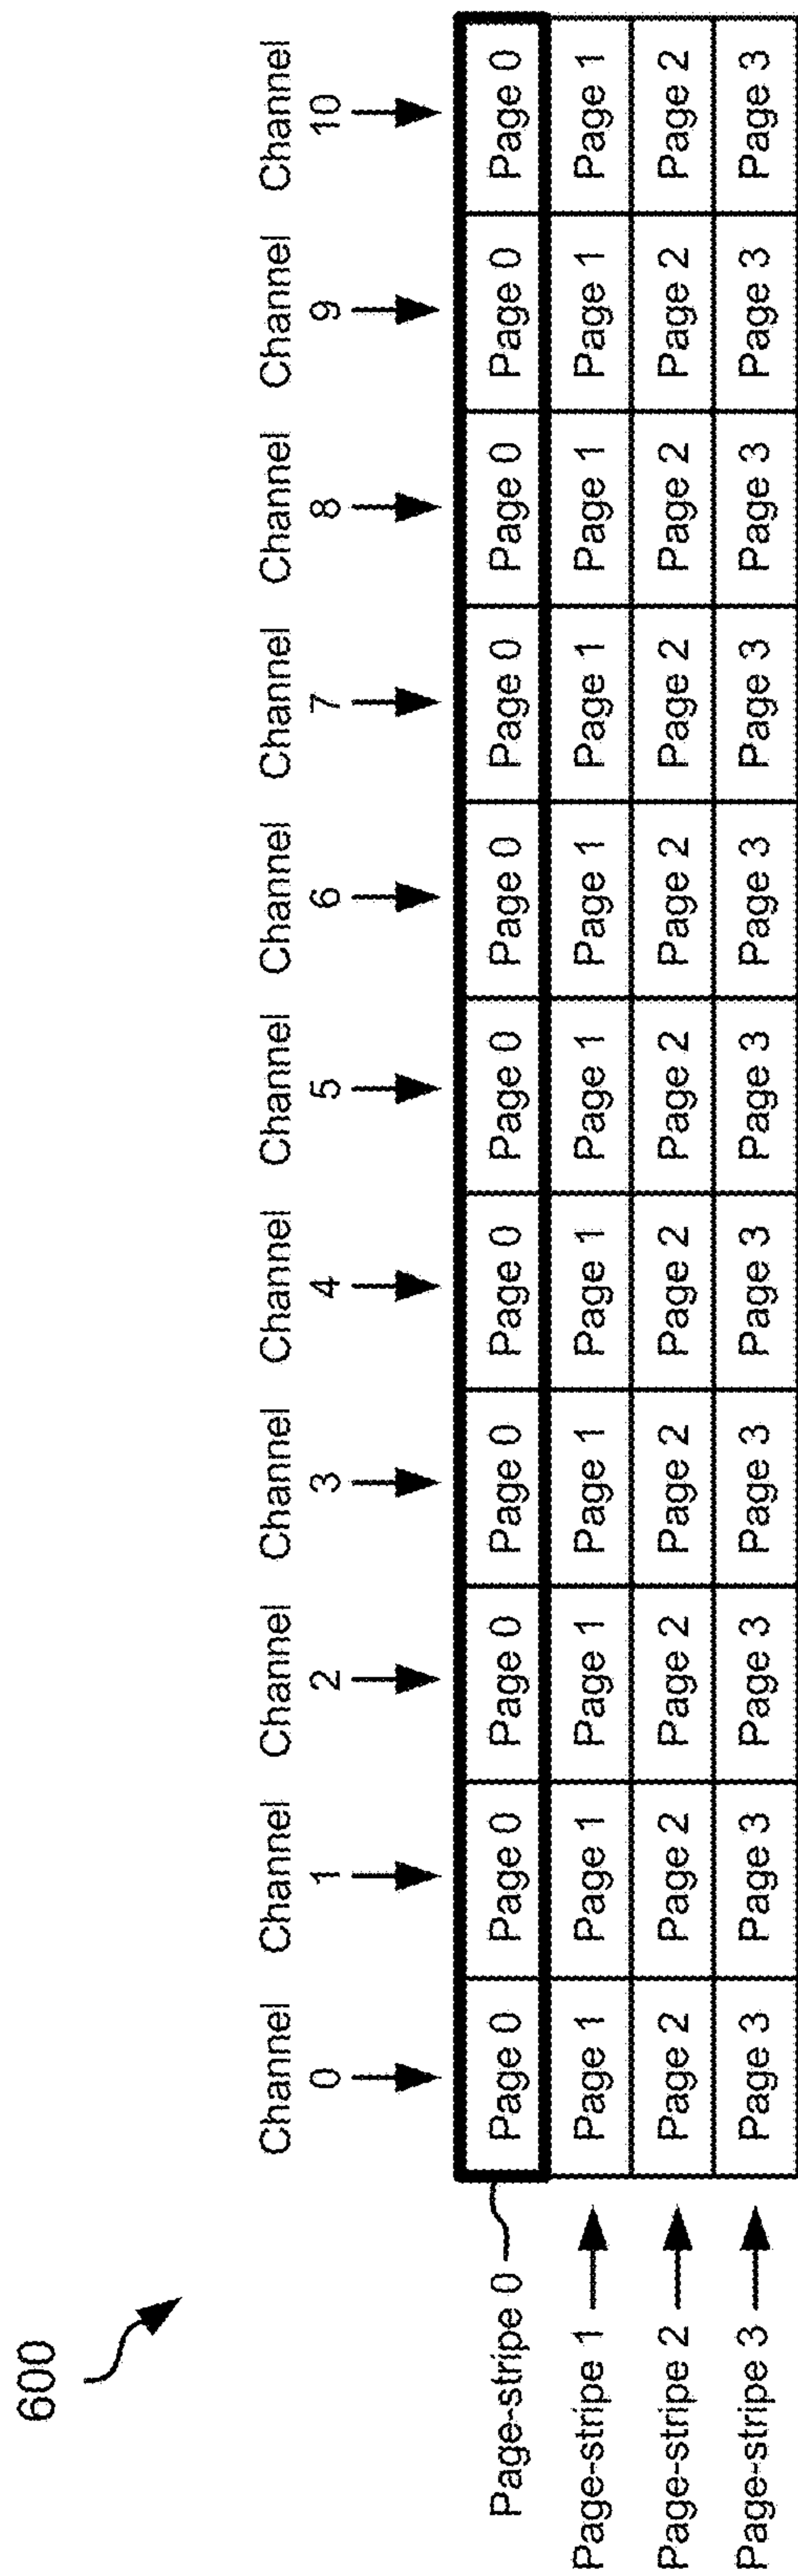 600
Channel 0
Channel 1
Channel 2
Channel 3
Channel 4
Channel 5
Channel 6
Channel 7
Channel 8
Channel 9
Channel 10
Page-stripe 0
Page 0 Page 0 Page 0 Page 0 Page 0 Page 0 Page 0 Page 0 Page 0 Page 0 Page 0
Page-stripe 1
Page 1 Page 1 Page 1 Page 1 Page 1 Page 1 Page 1 Page 1 Page 1 Page 1 Page 1
Page-stripe 2
Page 2 Page 2 Page 2 Page 2 Page 2 Page 2 Page 2 Page 2 Page 2 Page 2 Page 2
Page-stripe 3
Page 3 Page 3 Page 3 Page 3 Page 3 Page 3 Page 3 Page 3 Page 3 Page 3 Page 3